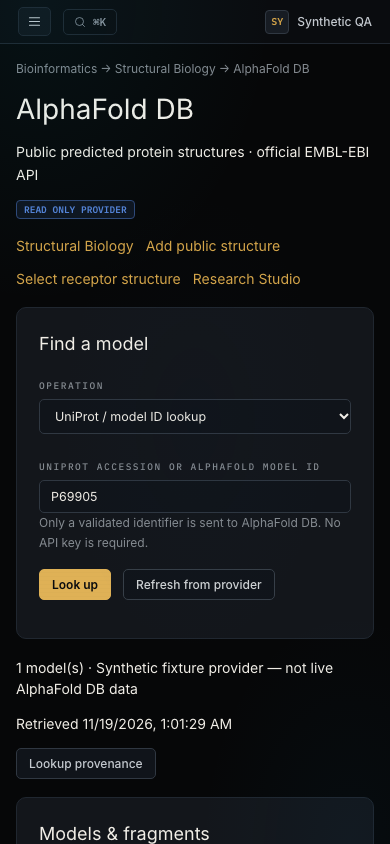 ⌘K
SY Synthetic QA
Bioinformatics → Structural Biology → AlphaFold DB
AlphaFold DB
Public predicted protein structures · official EMBL-EBI
API
READ ONLY PROVIDER
Structural Biology Add public structure
Select receptor structure Research Studio
Find a model
OPERATION
UniProt / model ID lookup
UNIPROT ACCESSION OR ALPHAFOLD MODEL ID
P69905
Only a validated identifier is sent to AlphaFold DB. No
API key is required.
Look up Refresh from provider
1 model(s) · Synthetic fixture provider — not live
AlphaFold DB data
Retrieved 11/19/2026, 1:01:29 AM
Lookup provenance
Models & fragments